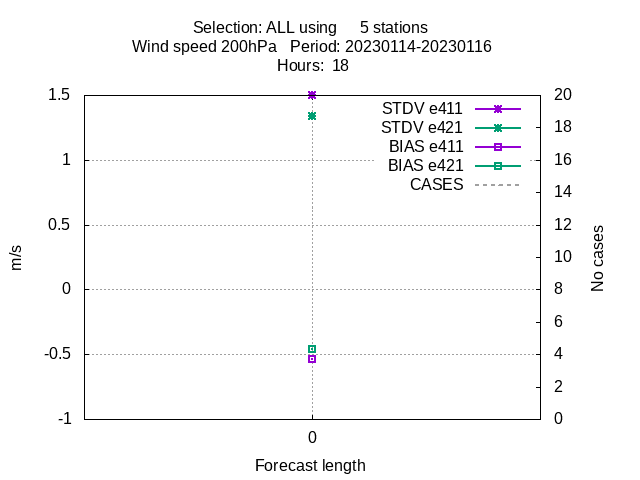 Selection: ALL using     5 stations
Wind speed 200hPa   Period: 20230114-20230116
Hours:  18
STDV e411
STDV e421
BIAS e411
BIAS e421
CASES
1.5
1
0.5
0
-0.5
-1
20
18
16
14
12
10
8
6
4
2
0
m/s
No cases
0
Forecast length